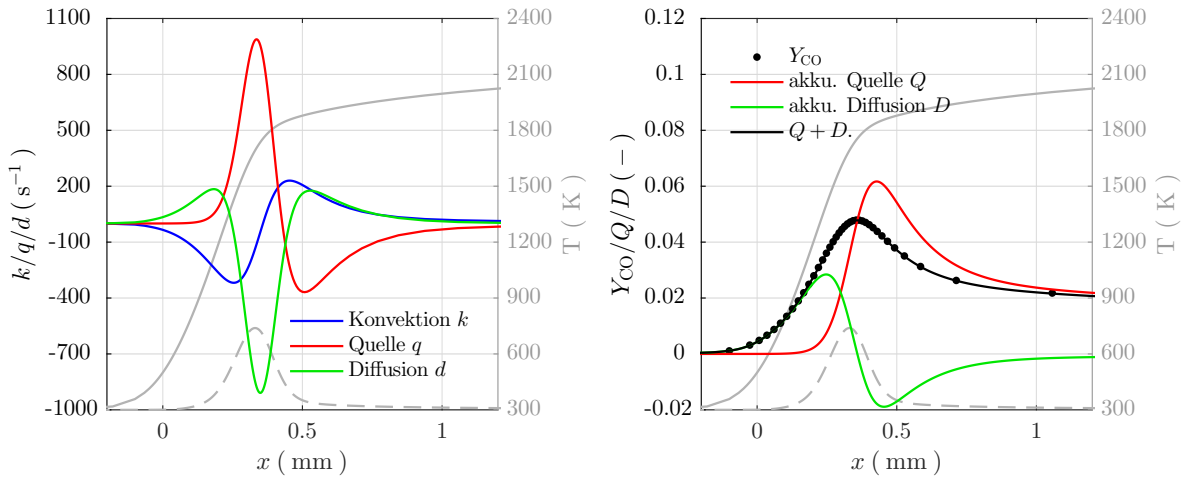 1100
800
500
200
-100
-400
-700
-1000
k/q/d ( s⁻¹ )
0
0.5
1
x ( mm )
2400
2100
1800
1500
1200
900
600
300
T ( K )
Konvektion k
Quelle q
Diffusion d
0.12
0.1
0.08
0.06
0.04
0.02
0
-0.02
Y_CO/Q/D ( − )
0
0.5
1
x ( mm )
2400
2100
1800
1500
1200
900
600
300
T ( K )
Y_CO
akku. Quelle Q
akku. Diffusion D
Q + D.